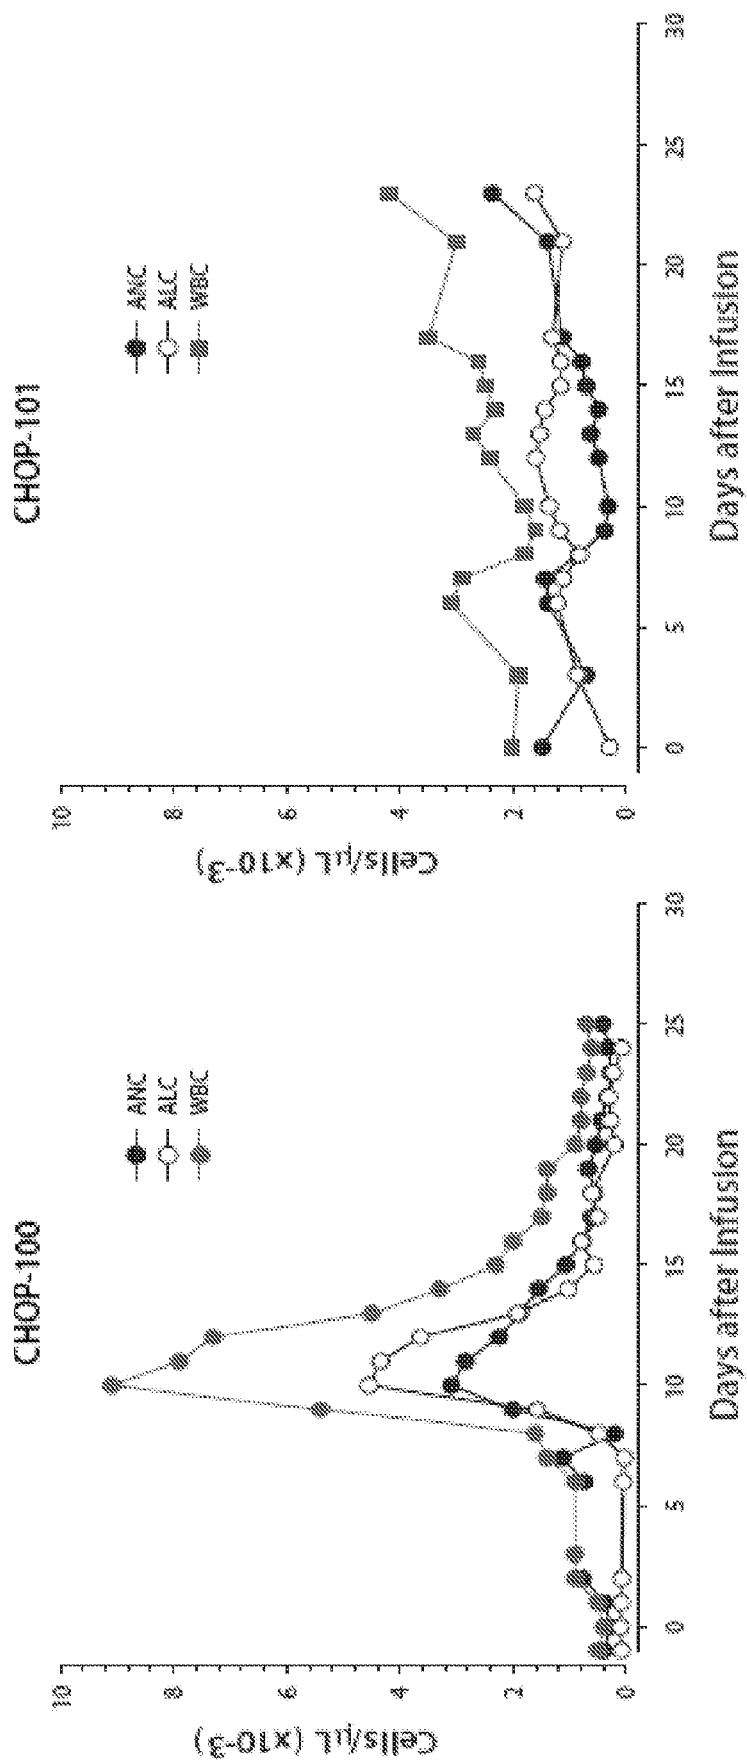 CHOP-100
ANC
ALC
WBC
Cells/µL (x10⁻³)
10
8
6
4
2
0
0
5
10
15
20
25
30
Days after Infusion
CHOP-101
ANC
ALC
WBC
Cells/µL (x10⁻³)
10
8
6
4
2
0
0
5
10
15
20
25
30
Days after Infusion